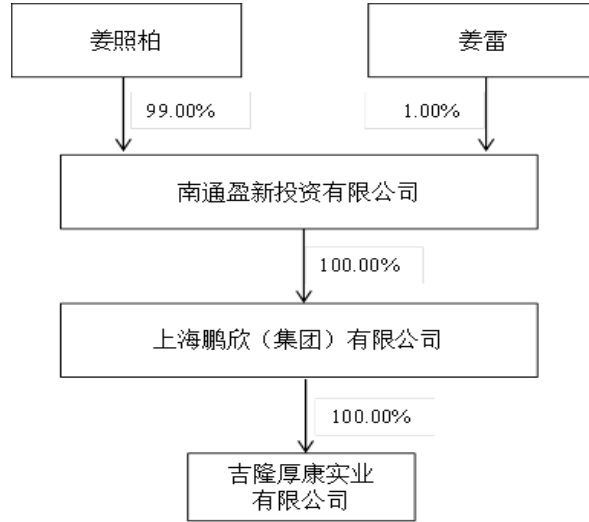 姜照柏
姜雷
99.00%
1.00%
南通盈新投资有限公司
100.00%
上海鹏欣（集团）有限公司
100.00%
吉隆厚康实业
有限公司